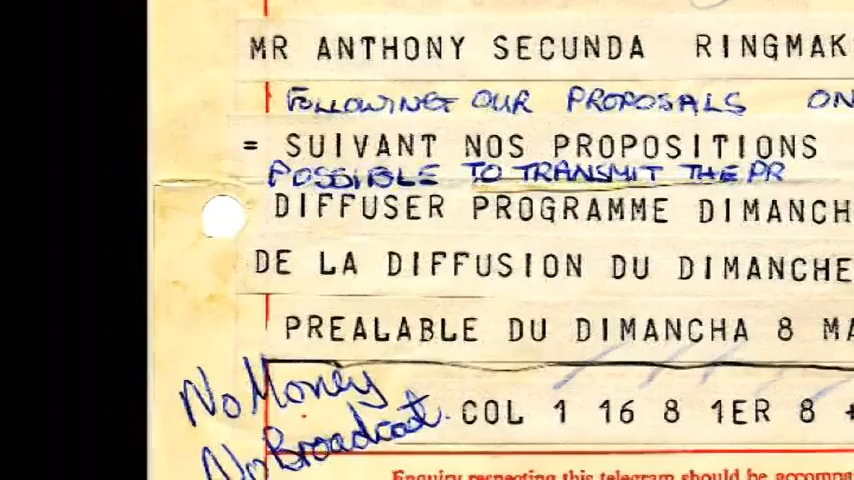 MR ANTHONY SECUNDA RINGMAK
FOLLOWING OUR PROPOSALS ON
= SUIVANT NOS PROPOSITIONS
POSSIBLE TO TRANSMIT THE PR
DIFFUSER PROGRAMME DIMANCH
DE LA DIFFUSION DU DIMANCHE
PREALABLE DU DIMANCHA 8 MA
No Money
No Broadcast.
COL 1 16 8 1ER 8 +
Enquiry respecting this telegram should be accompa